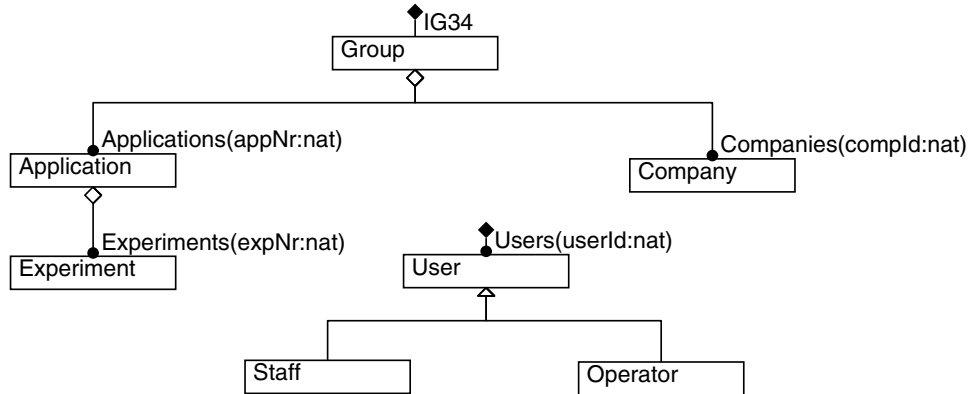 IG34
Group
Applications(appNr:nat)
Companies(compId:nat)
Application
Company
Experiments(expNr:nat)
Users(userId:nat)
Experiment
User
Staff
Operator